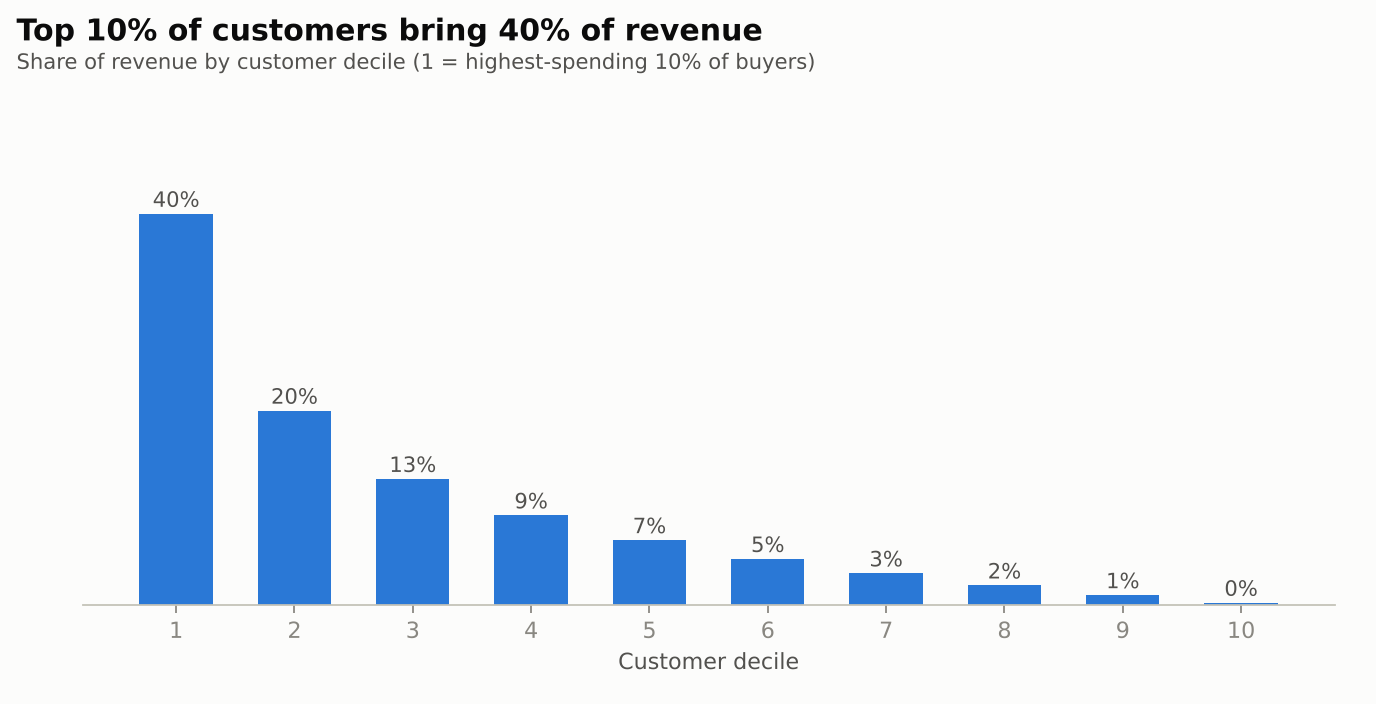 Top 10% of customers bring 40% of revenue
Share of revenue by customer decile (1 = highest-spending 10% of buyers)
40%
20%
13%
9%
7%
5%
3%
2%
1%
0%
1 2 3 4 5 6 7 8 9 10
Customer decile